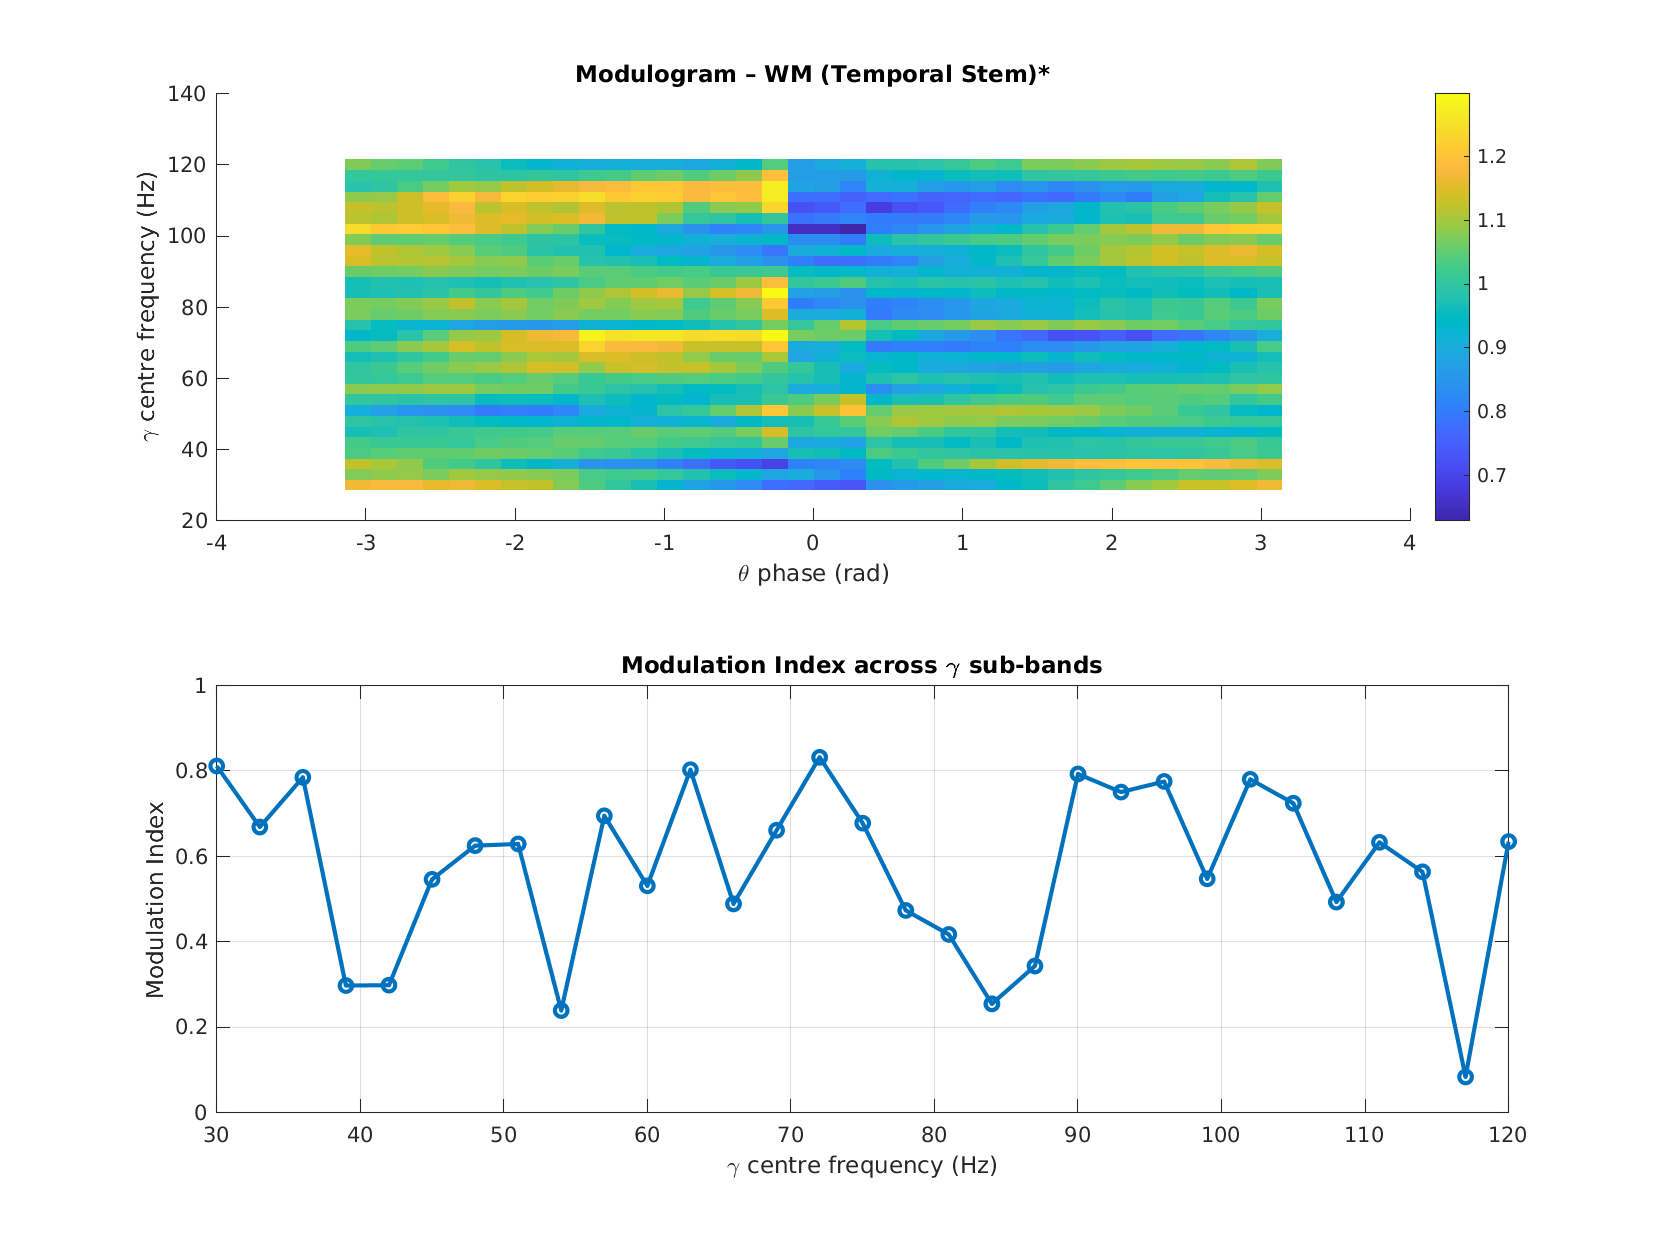 Modulogram – WM (Temporal Stem)*
140
120
100
80
60
40
20
γ centre frequency (Hz)
-4 -3 -2 -1 0 1 2 3 4
θ phase (rad)
1.2
1.1
1
0.9
0.8
0.7
Modulation Index across γ sub-bands
1
0.8
0.6
0.4
0.2
0
Modulation Index
30 40 50 60 70 80 90 100 110 120
γ centre frequency (Hz)